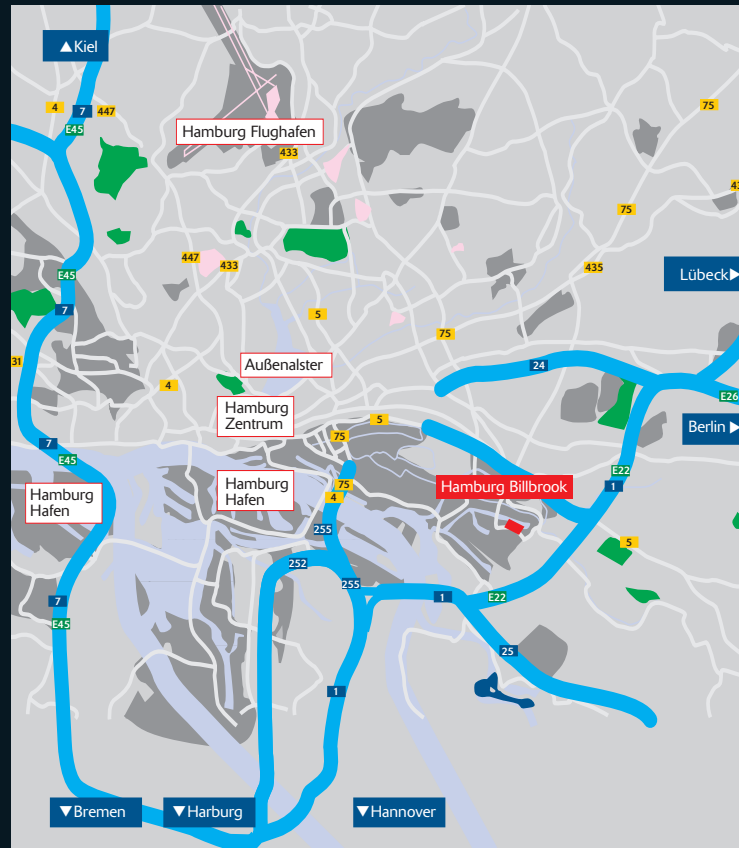 ▲Kiel
4
7
447
E45
75
Hamburg Flughafen
433
43
75
447
433
435
E45
Lübeck▶
7
5
75
31
Außenalster
24
4
E26
Hamburg
Zentrum
5
Berlin ▶
75
7
E45
E22
Hamburg
Hafen
75
4
Hamburg Billbrook
1
Hamburg
Hafen
255
5
252
255
7
1
E22
E45
25
1
▼Bremen
▼Harburg
▼Hannover